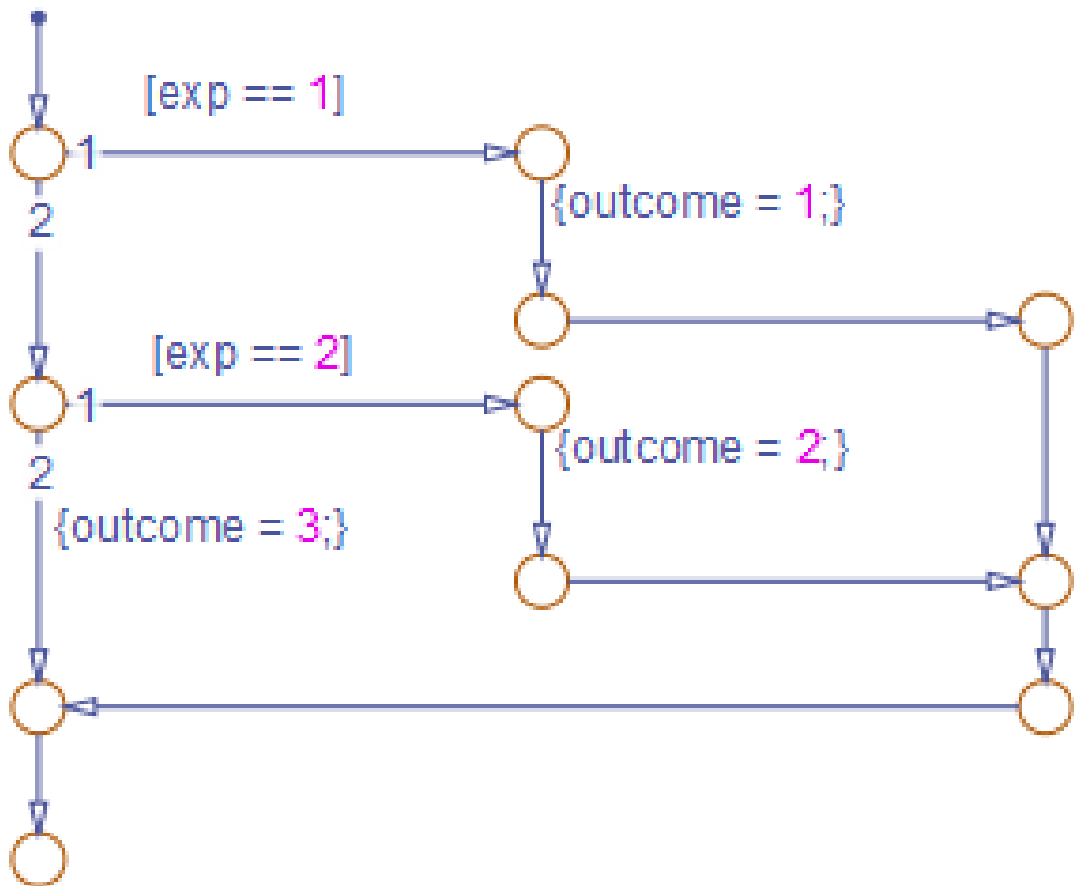 [exp == 1]
1
{outcome = 1;}
2
[exp == 2]
1
{outcome = 2;}
2
{outcome = 3;}